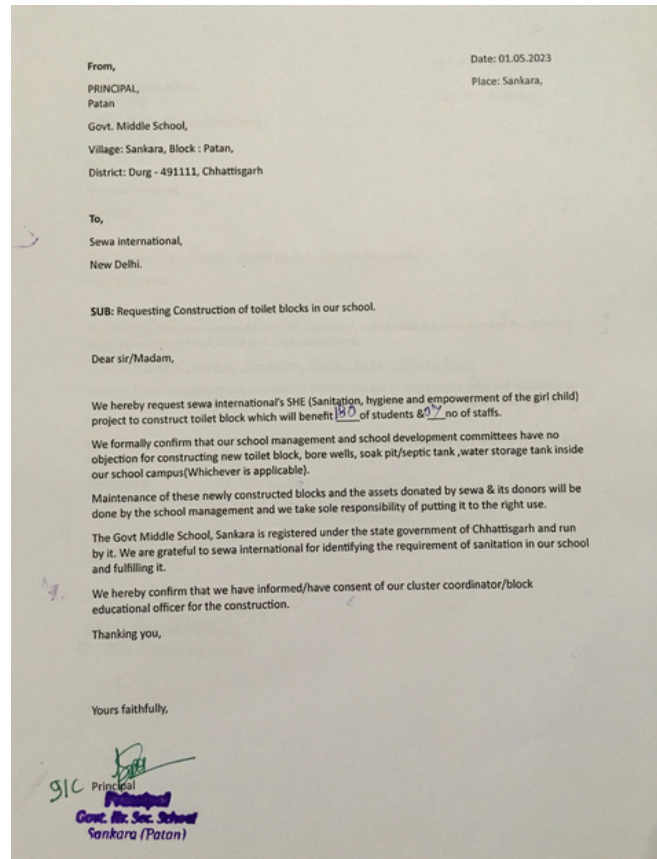 Date: 01.05.2023
From,
Place: Sankara,
PRINCIPAL,
Patan
Govt. Middle School,
Village: Sankara, Block : Patan,
District: Durg - 491111, Chhattisgarh
To,
Sewa international,
New Delhi.
SUB: Requesting Construction of toilet blocks in our school.
Dear sir/Madam,
We hereby request sewa international's SHE (Sanitation, hygiene and empowerment of the girl child)
project to construct toilet block which will benefit 180 of students & no of staffs.
We formally confirm that our school management and school development committees have no
objection for constructing new toilet block, bore wells, soak pit/septic tank ,water storage tank inside
our school campus(Whichever is applicable).
Maintenance of these newly constructed blocks and the assets donated by sewa & its donors will be
done by the school management and we take sole responsibility of putting it to the right use.
The Govt Middle School, Sankara is registered under the state government of Chhattisgarh and run
by it. We are grateful to sewa international for identifying the requirement of sanitation in our school
and fulfilling it.
We hereby confirm that we have informed/have consent of our cluster coordinator/block
educational officer for the construction.
Thanking you,
Yours faithfully,
Principal
Principal
Govt. Hr. Sec. School
Sankara (Patan)